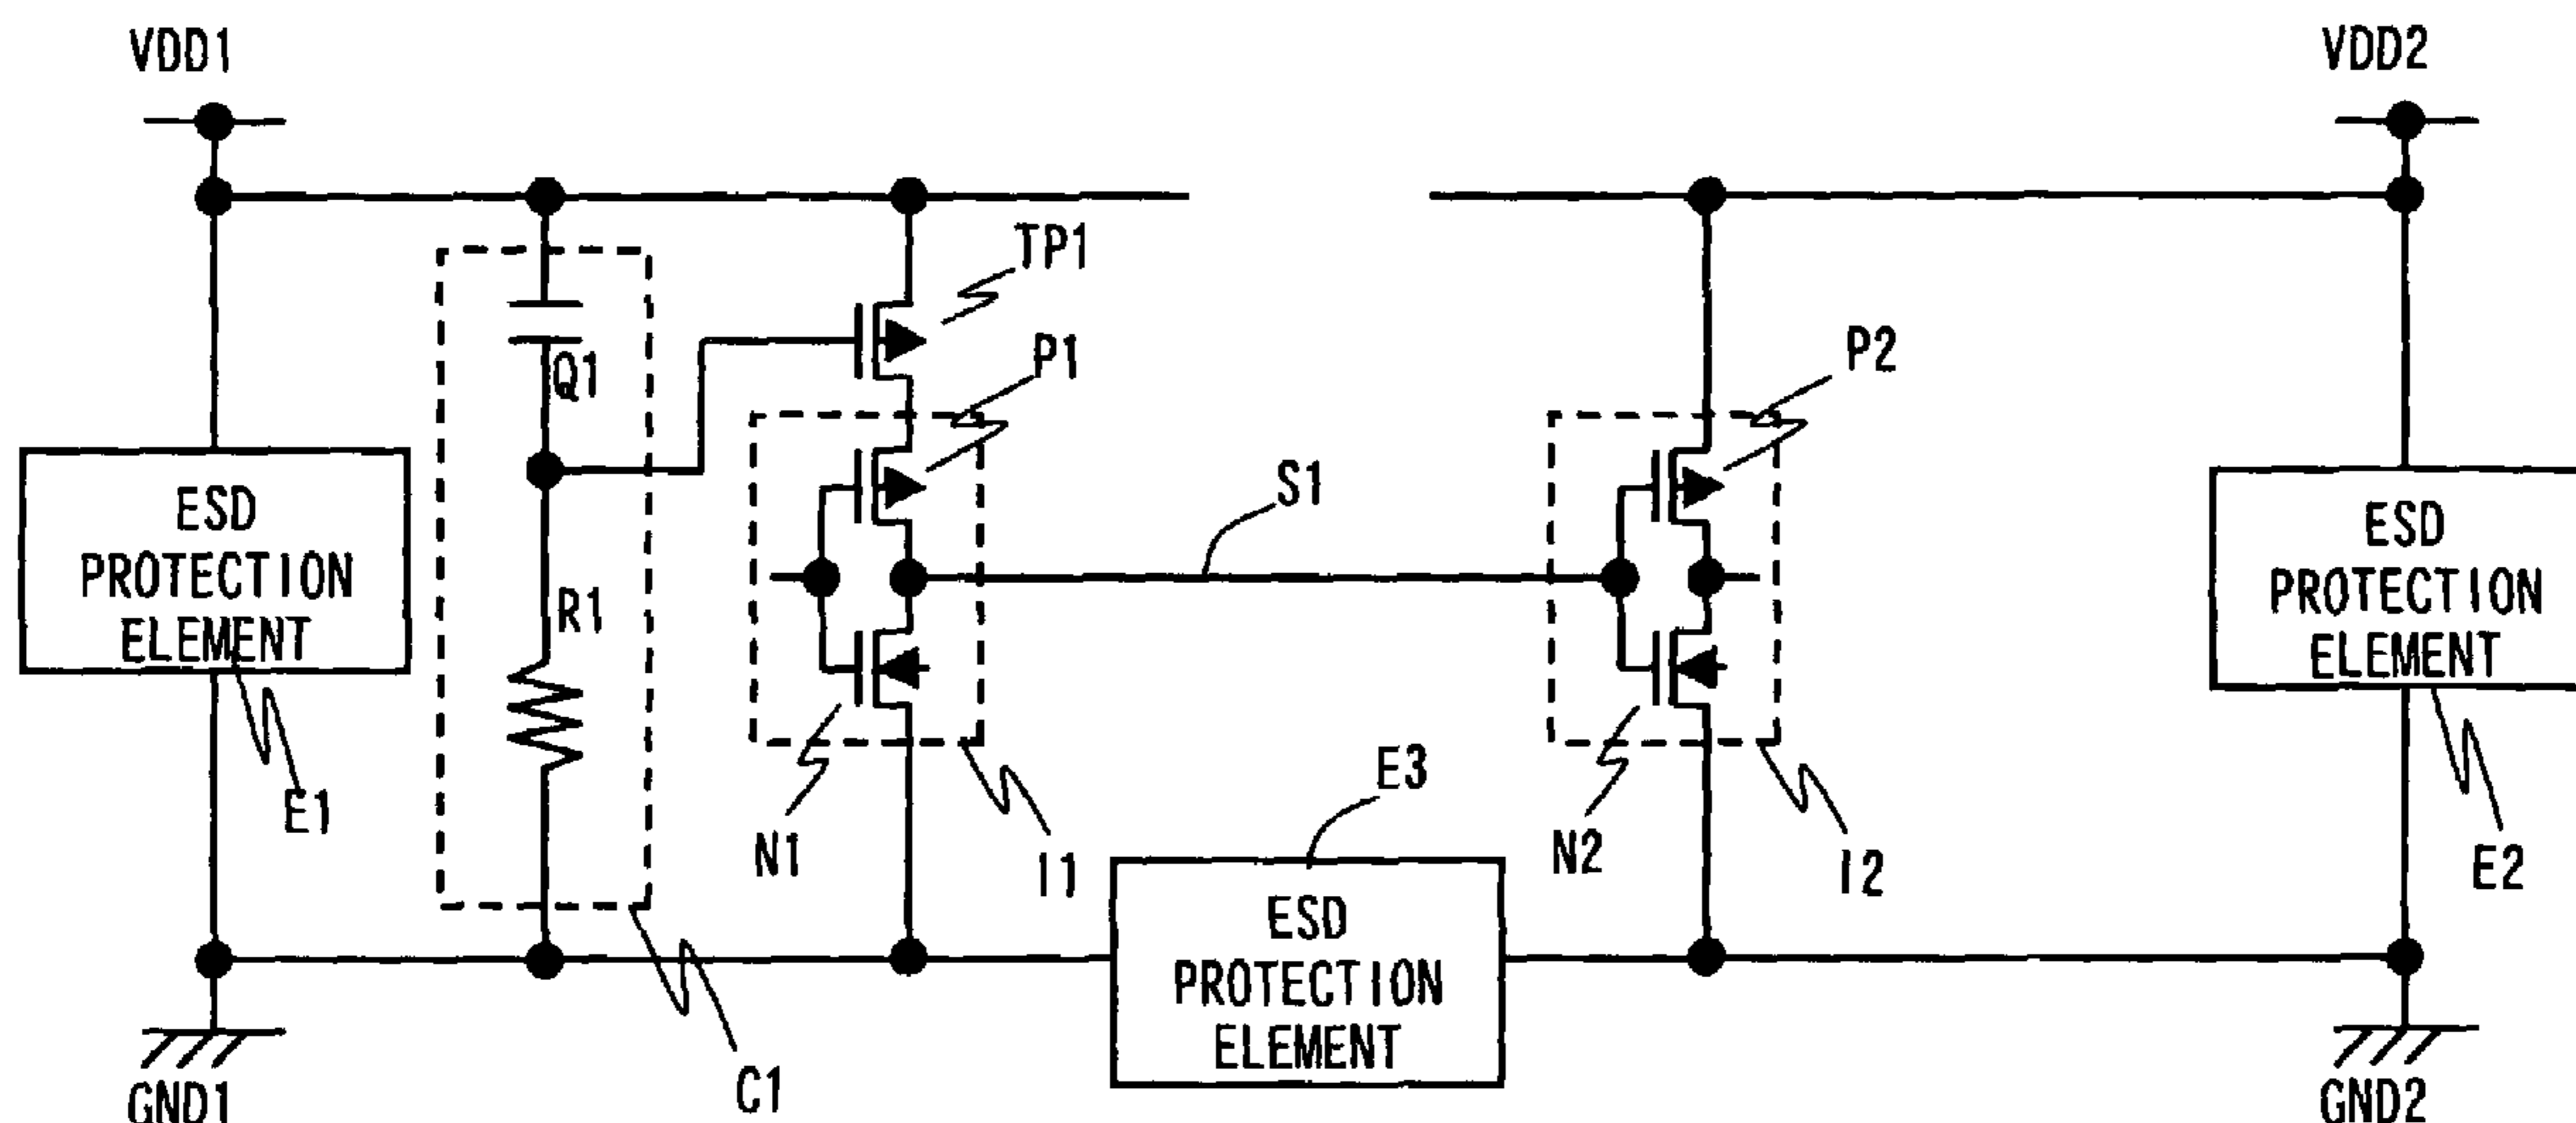 VDD1
VDD2
TP1
P1
P2
Q1
S1
ESD
PROTECTION
ELEMENT
ESD
PROTECTION
ELEMENT
R1
E3
E1
N1
I1
N2
I2
E2
ESD
PROTECTION
ELEMENT
C1
GND1
GND2